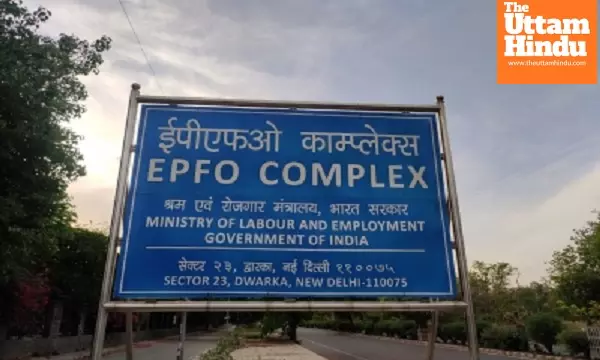 The
Uttam
Hindu
www.theuttamhindu.com
ईपीएफओ काम्प्लेक्स
EPFO COMPLEX
श्रम एवं रोजगार मंत्रालय, भारत सरकार
MINISTRY OF LABOUR AND EMPLOYMENT
GOVERNMENT OF INDIA
सेक्टर २३, द्वारका, नई दिल्ली ११००७५
SECTOR 23, DWARKA, NEW DELHI-110075